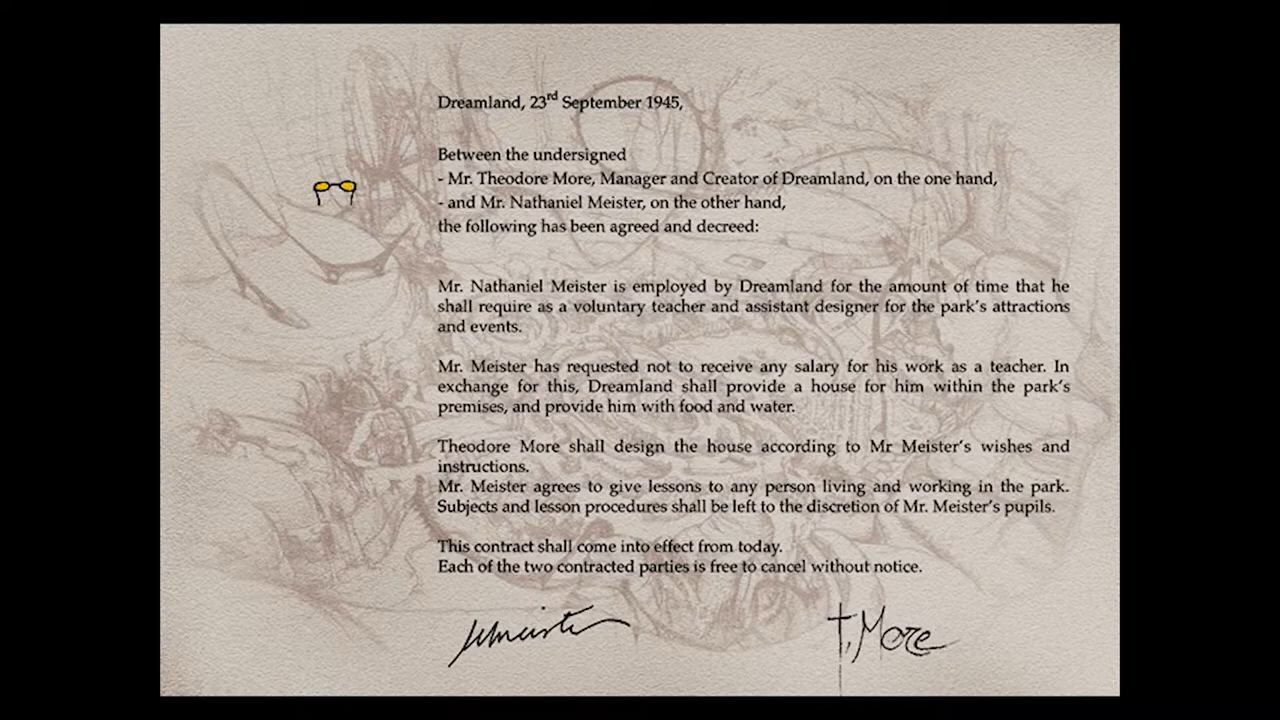 Dreamland, 23rd September 1945,
Between the undersigned
- Mr. Theodore More, Manager and Creator of Dreamland, on the one hand,
- and Mr. Nathaniel Meister, on the other hand,
the following has been agreed and decreed:
Mr. Nathaniel Meister is employed by Dreamland for the amount of time that he
shall require as a voluntary teacher and assistant designer for the park's attractions
and events.
Mr. Meister has requested not to receive any salary for his work as a teacher. In
exchange for this, Dreamland shall provide a house for him within the park's
premises, and provide him with food and water.
Theodore More shall design the house according to Mr Meister's wishes and
instructions.
Mr. Meister agrees to give lessons to any person living and working in the park.
Subjects and lesson procedures shall be left to the discretion of Mr. Meister's pupils.
This contract shall come into effect from today.
Each of the two contracted parties is free to cancel without notice.
T. More